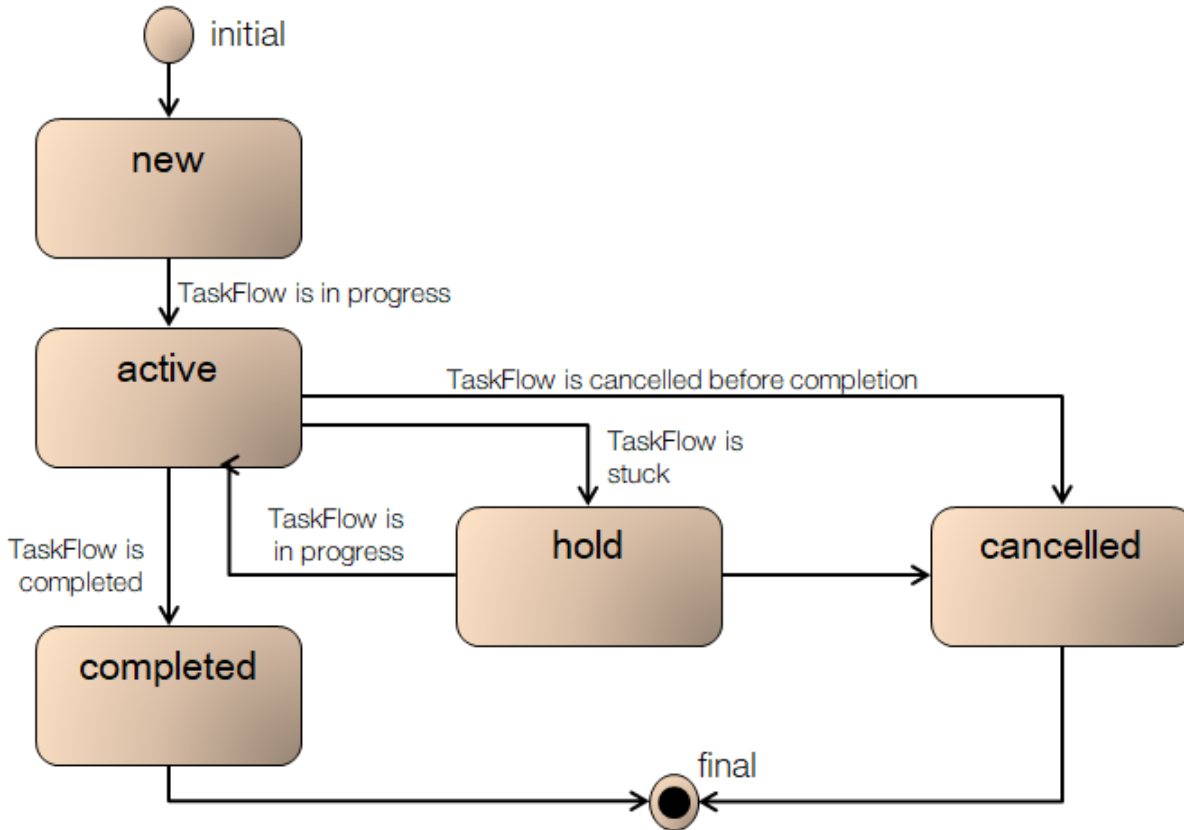 initial
new
TaskFlow is in progress
active
TaskFlow is cancelled before completion
TaskFlow is
stuck
TaskFlow is
in progress
hold
cancelled
TaskFlow is
completed
completed
final